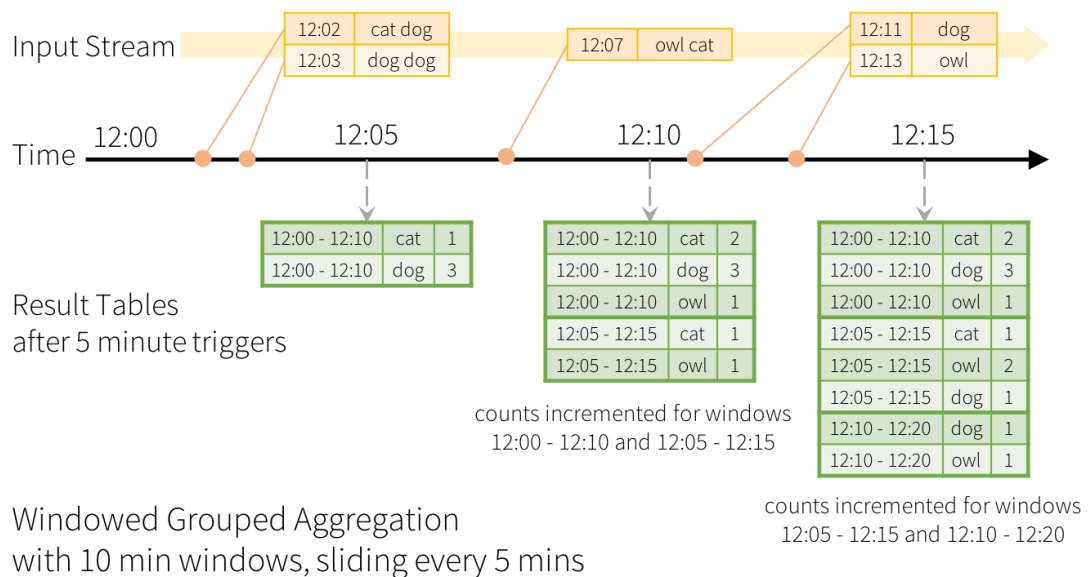 Input Stream
12:02 cat dog
12:03 dog dog
12:07 owl cat
12:11 dog
12:13 owl
Time
12:00 12:05 12:10 12:15
12:00 - 12:10 cat 1
12:00 - 12:10 dog 3
12:00 - 12:10 cat 2
12:00 - 12:10 dog 3
12:00 - 12:10 owl 1
12:05 - 12:15 cat 1
12:05 - 12:15 owl 1
12:00 - 12:10 cat 2
12:00 - 12:10 dog 3
12:00 - 12:10 owl 1
12:05 - 12:15 cat 1
12:05 - 12:15 owl 2
12:05 - 12:15 dog 1
12:10 - 12:20 dog 1
12:10 - 12:20 owl 1
Result Tables
after 5 minute triggers
counts incremented for windows
12:00 - 12:10 and 12:05 - 12:15
counts incremented for windows
12:05 - 12:15 and 12:10 - 12:20
Windowed Grouped Aggregation
with 10 min windows, sliding every 5 mins